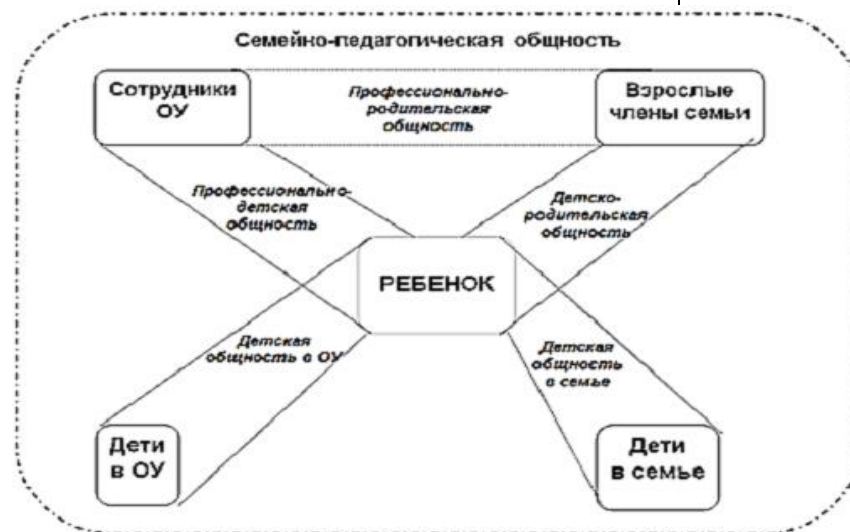 Семейно-педагогическая общность
Сотрудники
ОУ
Профессионально-
родительская
общность
Взрослые
члены семьи
Профессионально-
детская
общность
Детско-
родительская
общность
РЕБЕНОК
Детская
общность в ОУ
Детская
общность
в семье
Дети
в ОУ
Дети
в семье